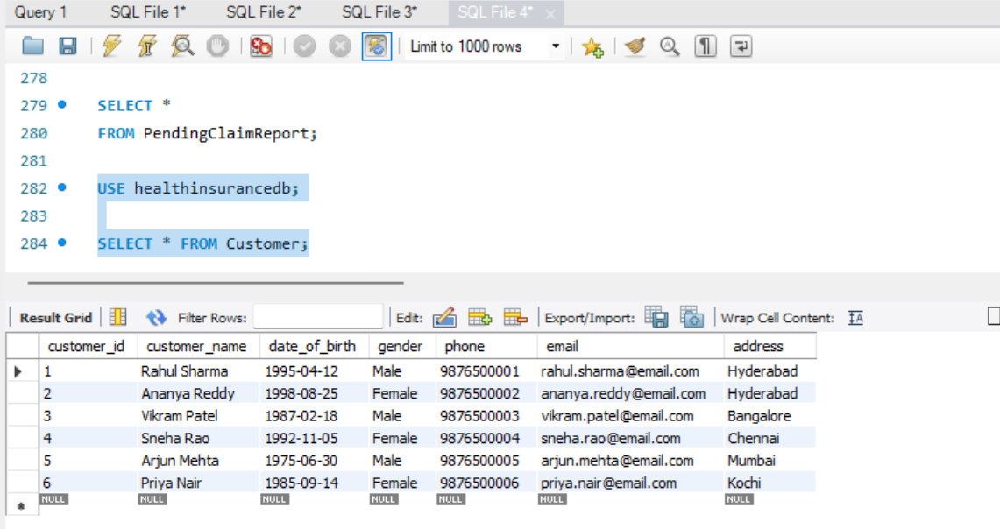 Query 1 SQL File 1* SQL File 2* SQL File 3* SQL File 4*
Limit to 1000 rows
278
279 SELECT *
280 FROM PendingClaimReport;
281
282 USE healthinsurancedb;
283
284 SELECT * FROM Customer;
Result Grid Filter Rows: Edit: Export/Import: Wrap Cell Content: IA
customer_id customer_name date_of_birth gender phone email address
1 Rahul Sharma 1995-04-12 Male 9876500001 rahul.sharma@email.com Hyderabad
2 Ananya Reddy 1998-08-25 Female 9876500002 ananya.reddy@email.com Hyderabad
3 Vikram Patel 1987-02-18 Male 9876500003 vikram.patel@email.com Bangalore
4 Sneha Rao 1992-11-05 Female 9876500004 sneha.rao@email.com Chennai
5 Arjun Mehta 1975-06-30 Male 9876500005 arjun.mehta@email.com Mumbai
6 Priya Nair 1985-09-14 Female 9876500006 priya.nair@email.com Kochi
NULL NULL NULL NULL NULL NULL NULL